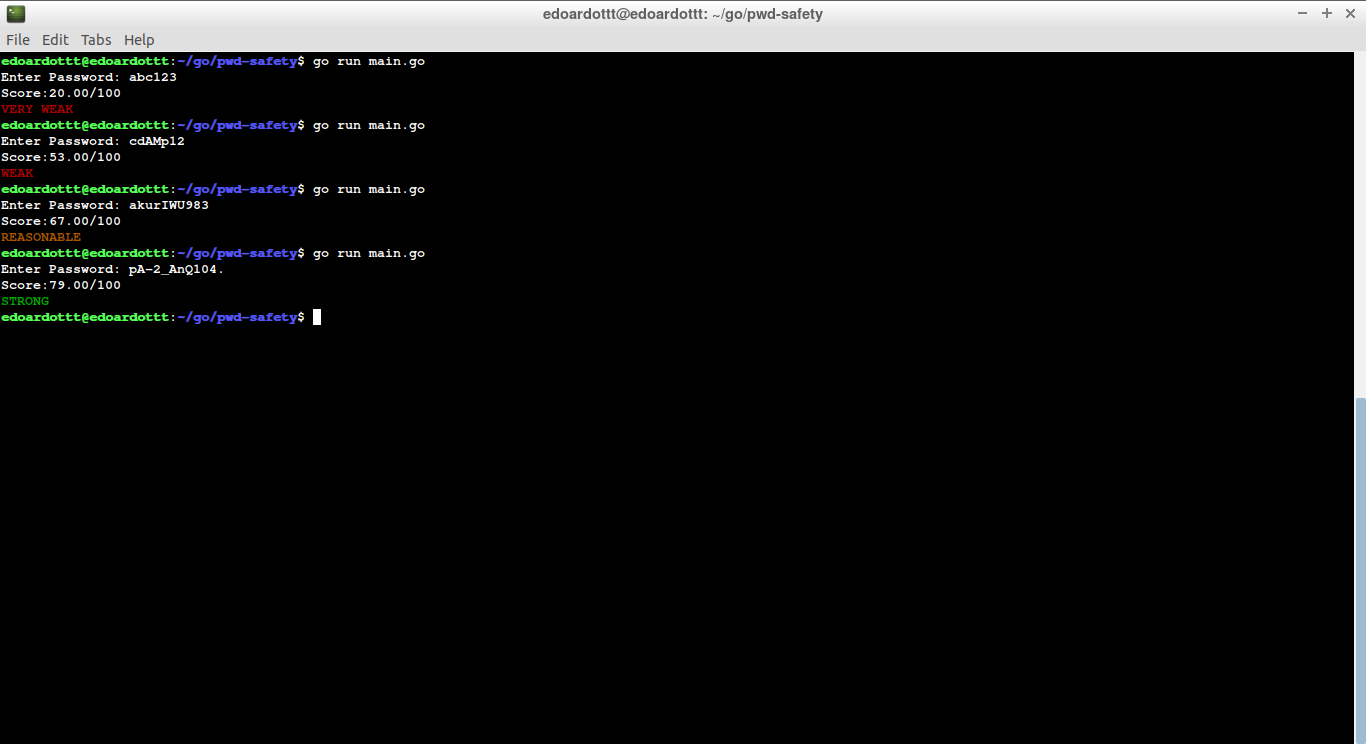 edoardottt@edoardottt: ~/go/pwd-safety
File Edit Tabs Help
edoardottt@edoardottt:~/go/pwd-safety$ go run main.go
Enter Password: abc123
Score:20.00/100
VERY WEAK
edoardottt@edoardottt:~/go/pwd-safety$ go run main.go
Enter Password: cdAMp12
Score:53.00/100
WEAK
edoardottt@edoardottt:~/go/pwd-safety$ go run main.go
Enter Password: akurIWU983
Score:67.00/100
REASONABLE
edoardottt@edoardottt:~/go/pwd-safety$ go run main.go
Enter Password: pA-2_AnQ104.
Score:79.00/100
STRONG
edoardottt@edoardottt:~/go/pwd-safety$